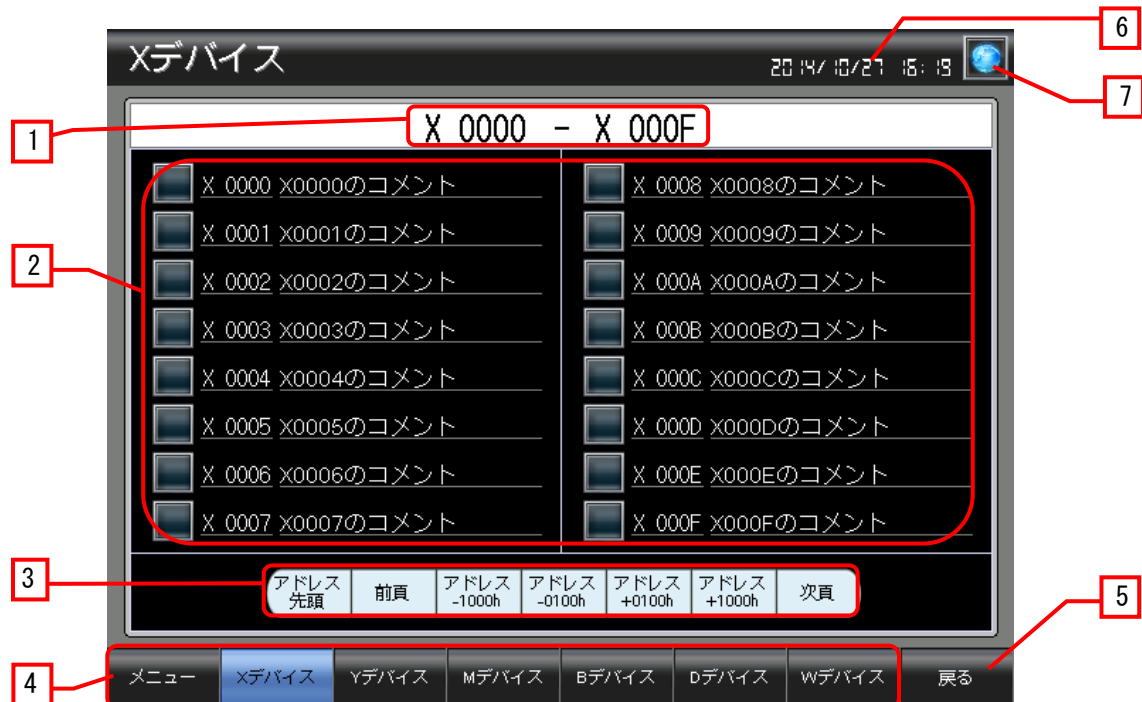 6
Xデバイス
2014/10/27 16:19
7
1
X 0000 - X 000F
X 0000 X0000のコメント
X 0001 X0001のコメント
2
X 0002 X0002のコメント
X 0003 X0003のコメント
X 0004 X0004のコメント
X 0005 X0005のコメント
X 0006 X0006のコメント
X 0007 X0007のコメント
X 0008 X0008のコメント
X 0009 X0009のコメント
X 000A X000Aのコメント
X 000B X000Bのコメント
X 000C X000Cのコメント
X 000D X000Dのコメント
X 000E X000Eのコメント
X 000F X000Fのコメント
3
アドレス
先頭
前頁
アドレス
-1000h
アドレス
-0100h
アドレス
+0100h
アドレス
+1000h
次頁
5
4
メニュー
Xデバイス
Yデバイス
Mデバイス
Bデバイス
Dデバイス
Wデバイス
戻る